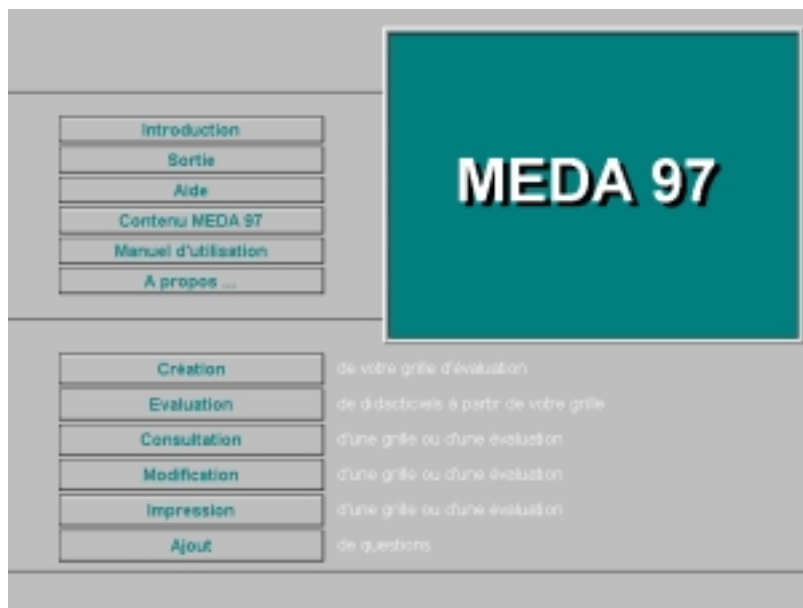 MEDA 97
Introduction
Sortie
Aide
Contenu MEDA 97
Manuel d'utilisation
A propos ...
Création de votre grille d'évaluation
Evaluation de didacticiels à partir de votre grille
Consultation d'une grille ou d'une évaluation
Modification d'une grille ou d'une évaluation
Impression d'une grille ou d'une évaluation
Ajout de questions